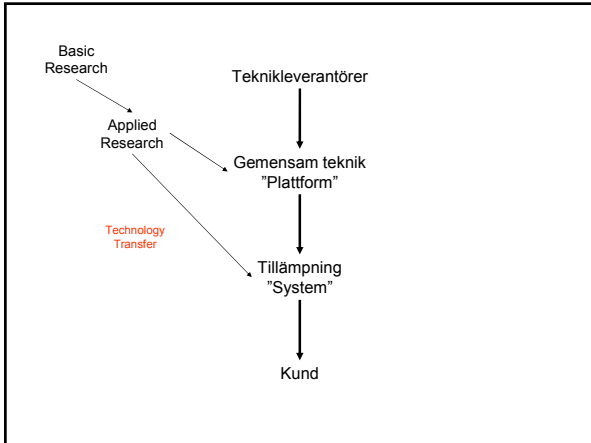 Basic
Research
Teknikleverantörer
Applied
Research
Gemensam teknik
”Plattform”
Technology
Transfer
Tillämpning
”System”
Kund